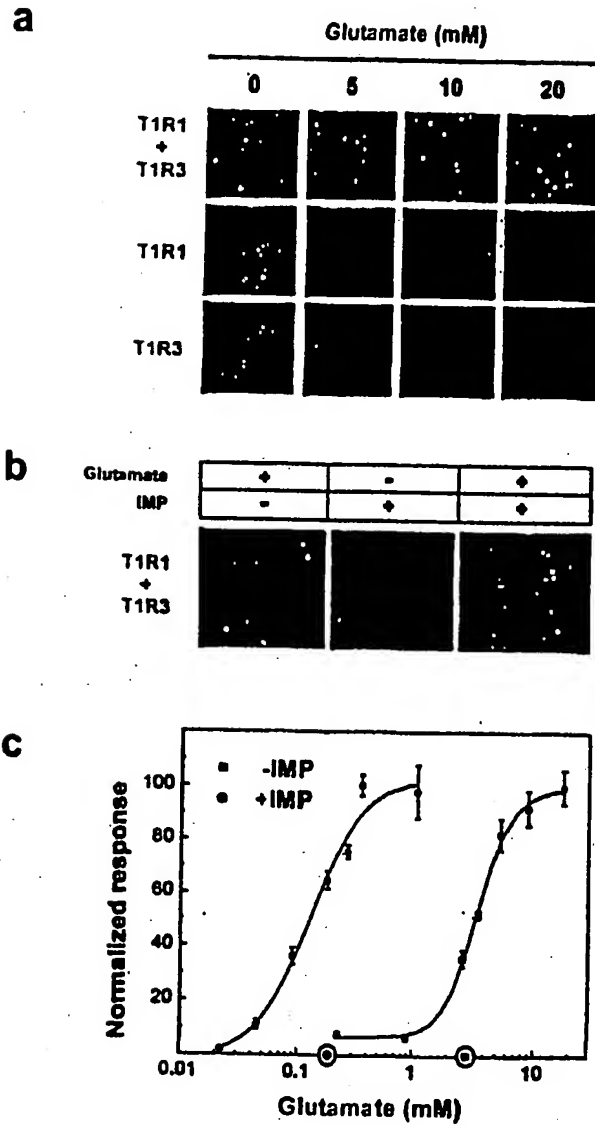 a
Glutamate (mM)
0 5 10 20
T1R1
+
T1R3
T1R1
T1R3
b
Glutamate + - +
IMP - + +
T1R1
+
T1R3
c
-IMP
+IMP
Normalized response
100
80
60
40
20
0.01 0.1 1 10
Glutamate (mM)